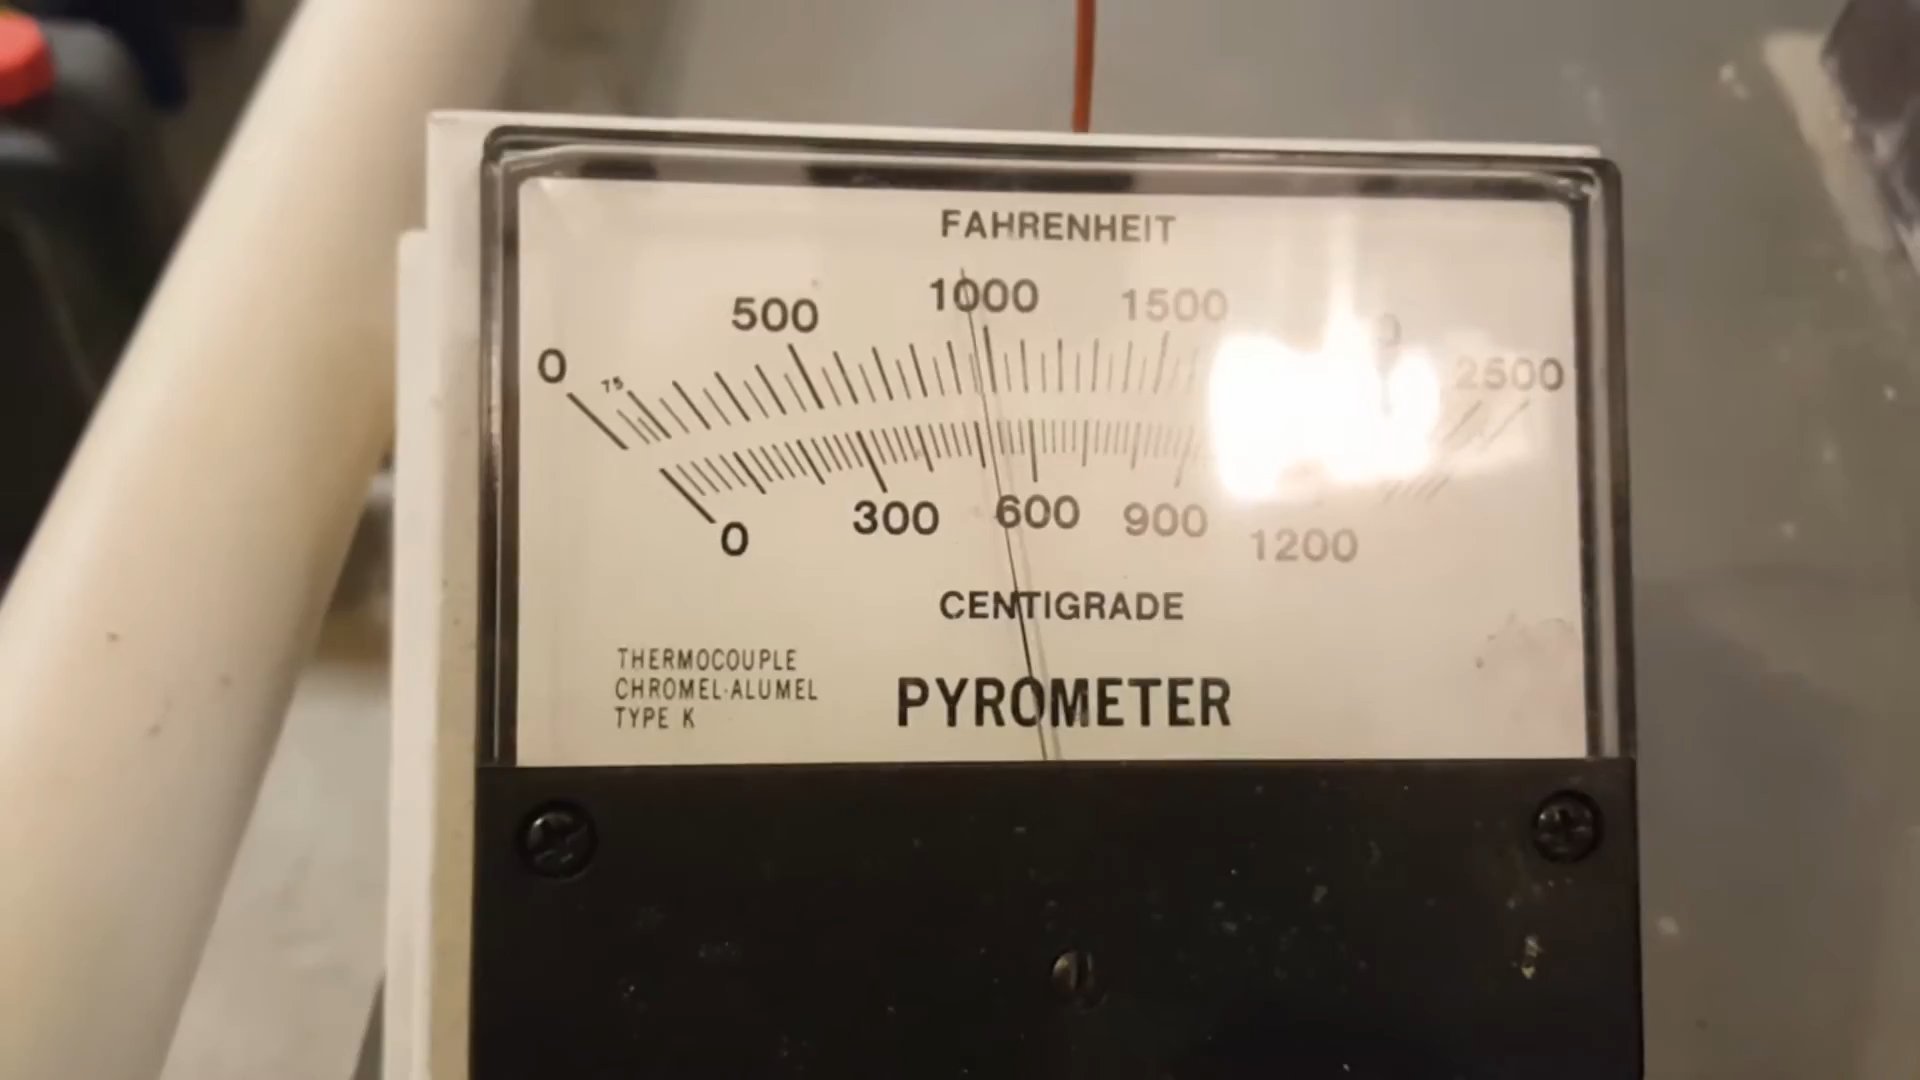 FAHRENHEIT
0 75 500 1000 1500 2500
0 300 600 900 1200
CENTIGRADE
THERMOCOUPLE
CHROMEL-ALUMEL
TYPE K
PYROMETER